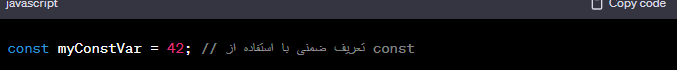 javascript
Copy code
const myConstVar = 42; // تعریف ضمنی با استفاده از const